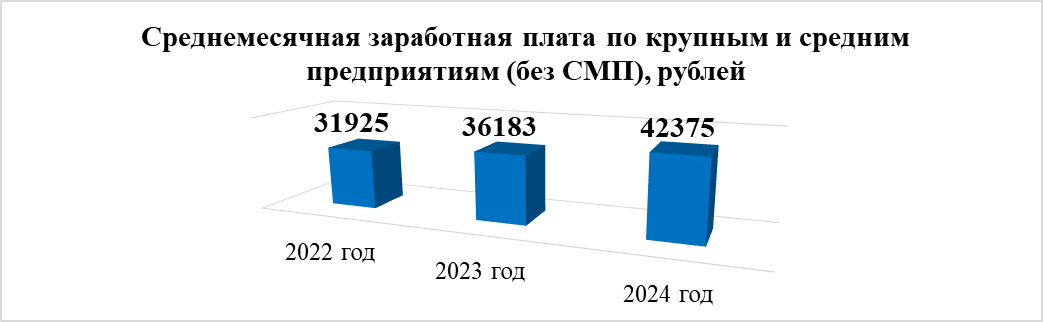 Среднемесячная заработная плата по крупным и средним
предприятиям (без СМП), рублей
31925
36183
42375
2022 год
2023 год
2024 год